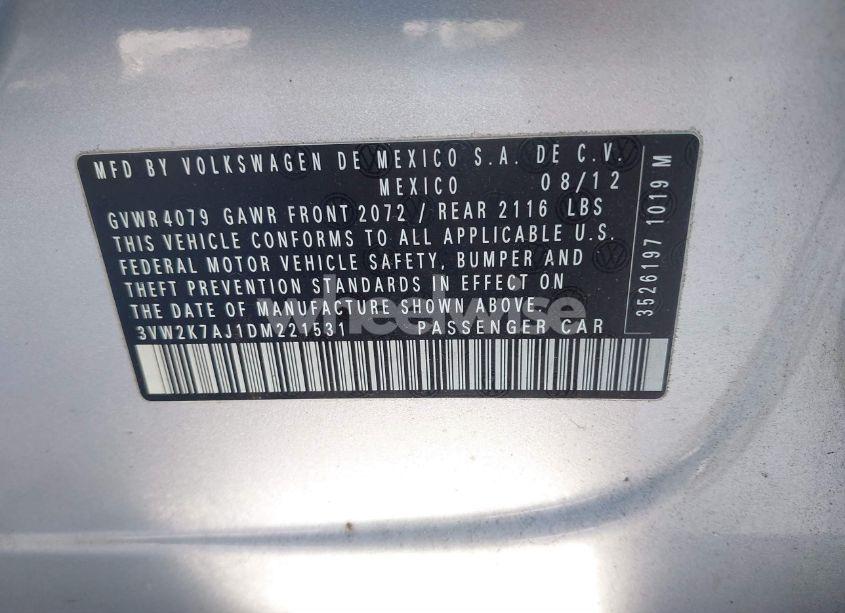 MFD BY VOLKSWAGEN DE MEXICO S.A. DE C.V.
MEXICO 08/12
GVWR 4079 GAWR FRONT 2072 / REAR 2116 LBS
THIS VEHICLE CONFORMS TO ALL APPLICABLE U.S.
FEDERAL MOTOR VEHICLE SAFETY, BUMPER AND
THEFT PREVENTION STANDARDS IN EFFECT ON
THE DATE OF MANUFACTURE SHOWN ABOVE.
3VW2K7AJ1DM221531 PASSENGER CAR
3526197 1019 M
wheelwise